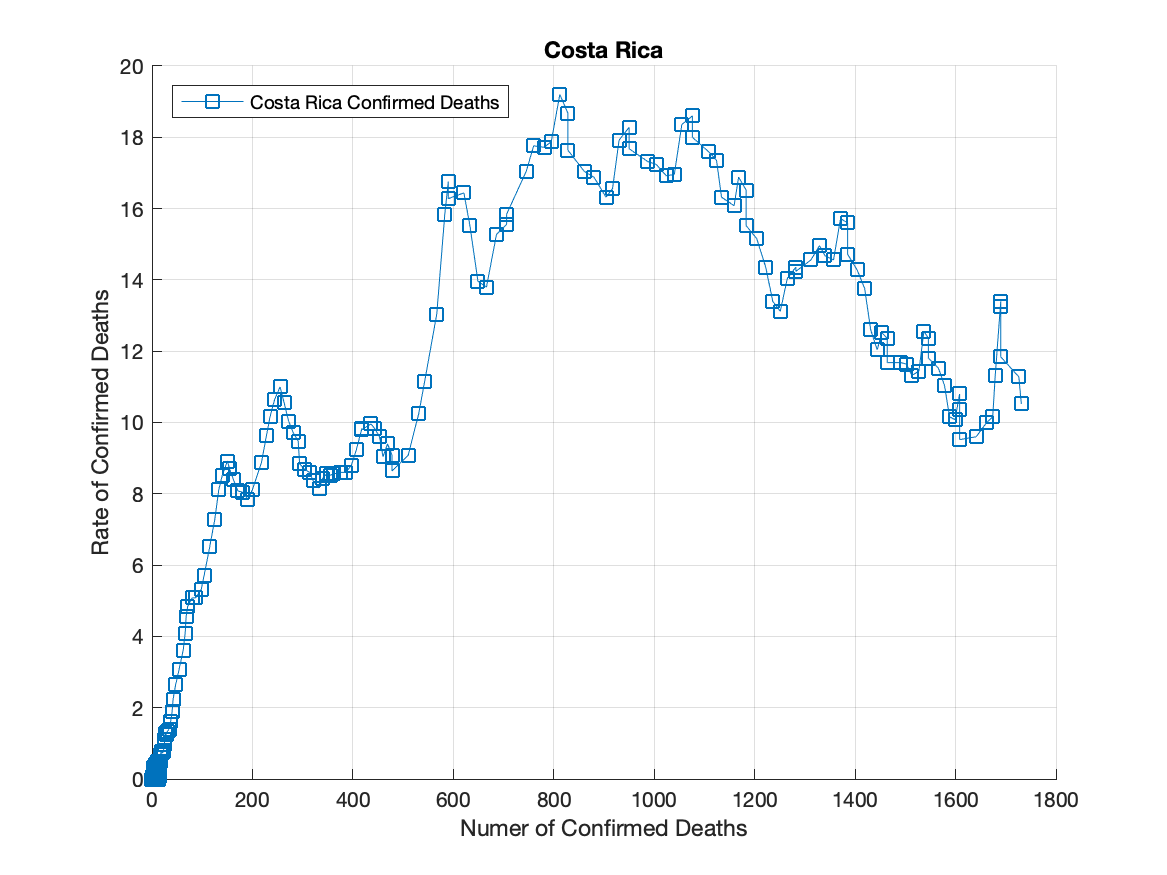 Costa Rica
Costa Rica Confirmed Deaths
20
18
16
14
12
10
8
6
4
2
0
Rate of Confirmed Deaths
0 200 400 600 800 1000 1200 1400 1600 1800
Numer of Confirmed Deaths